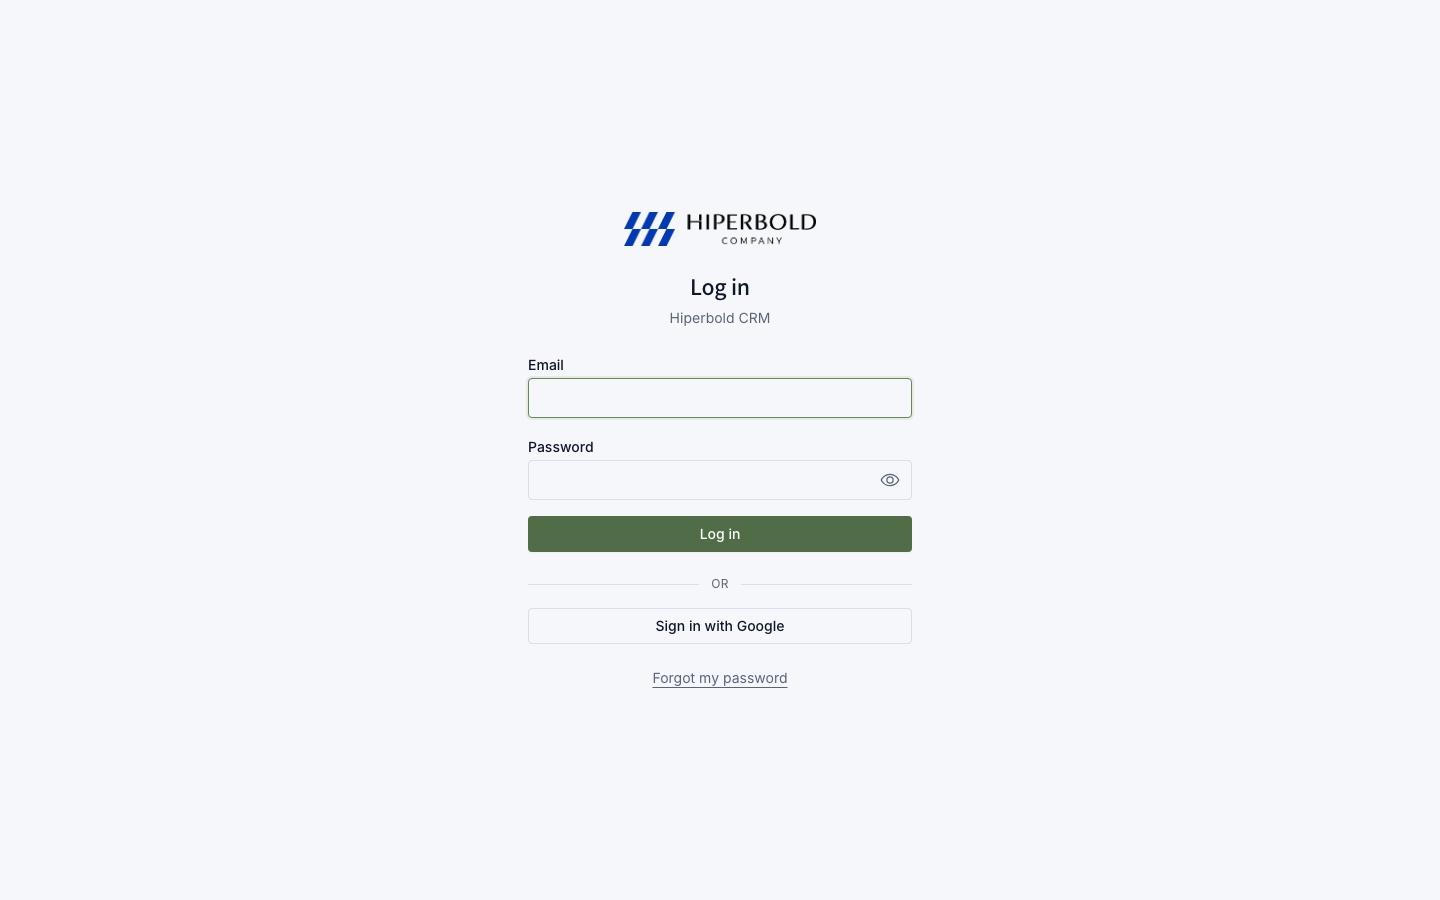 HIPERBOLD
COMPANY
Log in
Hiperbold CRM
Email
Password
Log in
OR
Sign in with Google
Forgot my password